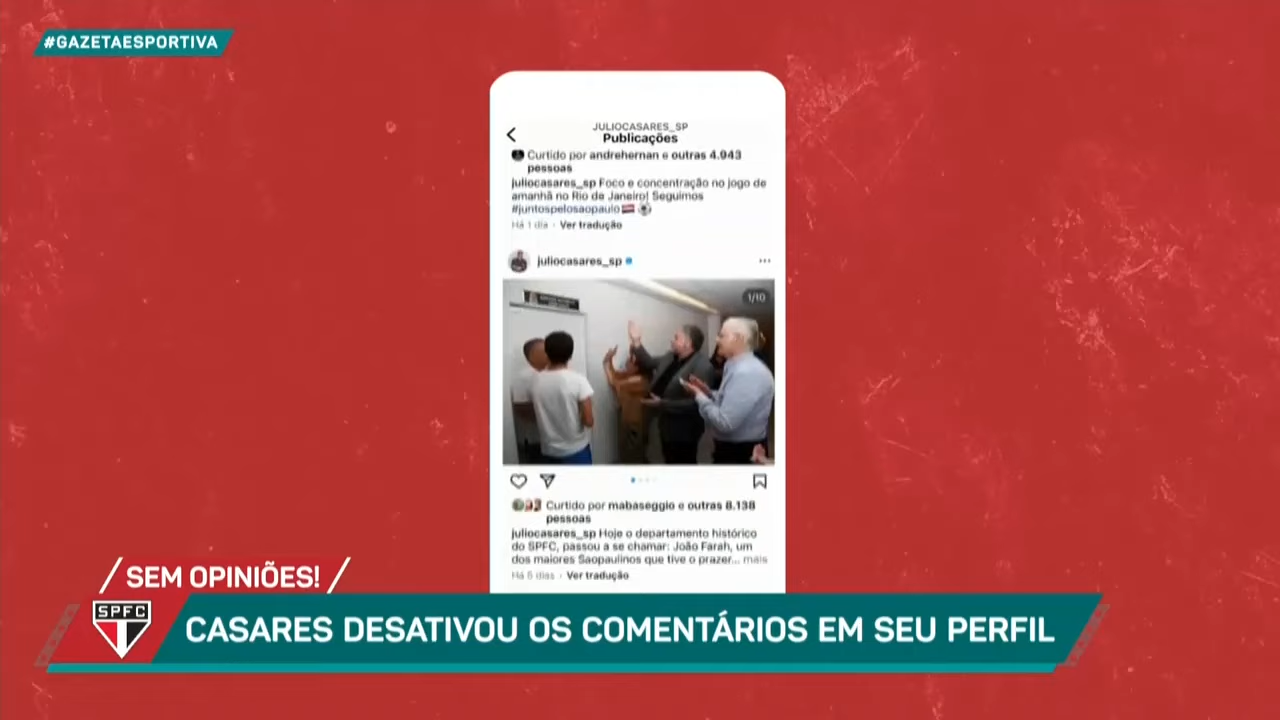 #GAZETAESPORTIVA
JULIOCASARES_SP
Publicações
Curtido por andrehernan e outras 4.943
pessoas
juliocasares_sp Foco e concentração no jogo de
amanhã no Rio de Janeiro! Seguimos
#juntospelosaopaulo
Há 1 dia · Ver tradução
juliocasares_sp
1/10
Curtido por mabaseggio e outras 8.138
pessoas
juliocasares_sp Hoje o departamento histórico
do SPFC, passou a se chamar: João Farah, um
dos maiores Saopaulinos que tive o prazer... mais
Há 5 dias · Ver tradução
SEM OPINIÕES!
SPFC
CASARES DESATIVOU OS COMENTÁRIOS EM SEU PERFIL